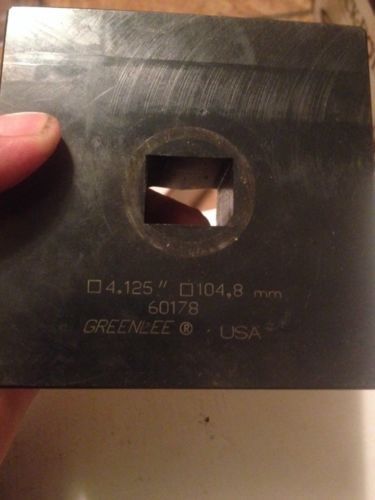 □ 4.125" □ 104.8 mm
60178
GREENLEE ® USA